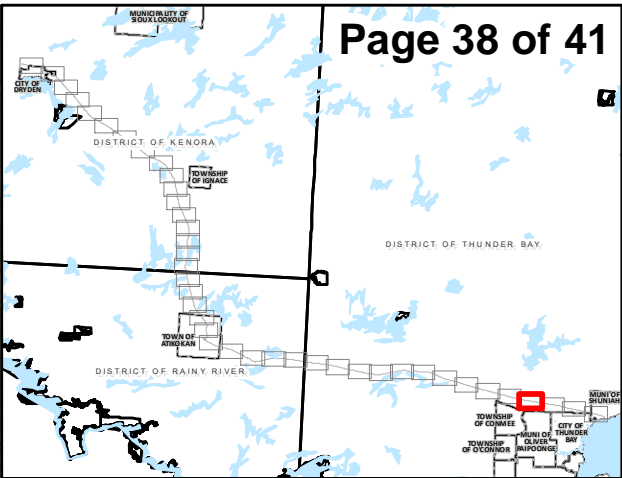 MUNICIPALITY OF
SIOUX LOOKOUT
Page 38 of 41
CITY OF
DRYDEN
DISTRICT OF KENORA
TOWNSHIP
OF IGNACE
DISTRICT OF THUNDER BAY
TOWN OF
ATIKOKAN
DISTRICT OF RAINY RIVER
MUNI OF
SHUNIAH
TOWNSHIP
OF CONMEE
CITY OF
THUNDER
BAY
MUNI OF
OLIVER
PAIPOONGE
TOWNSHIP
OF O'CONNOR